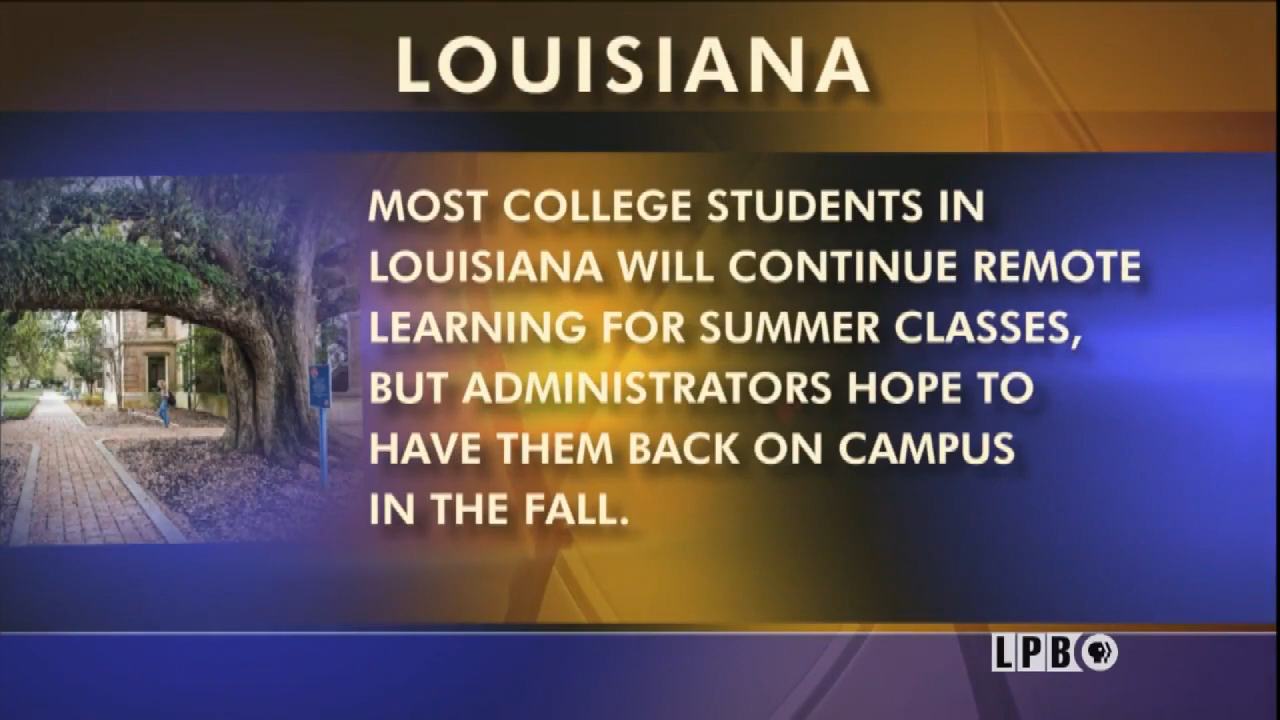 LOUISIANA
MOST COLLEGE STUDENTS IN
LOUISIANA WILL CONTINUE REMOTE
LEARNING FOR SUMMER CLASSES,
BUT ADMINISTRATORS HOPE TO
HAVE THEM BACK ON CAMPUS
IN THE FALL.
LPB